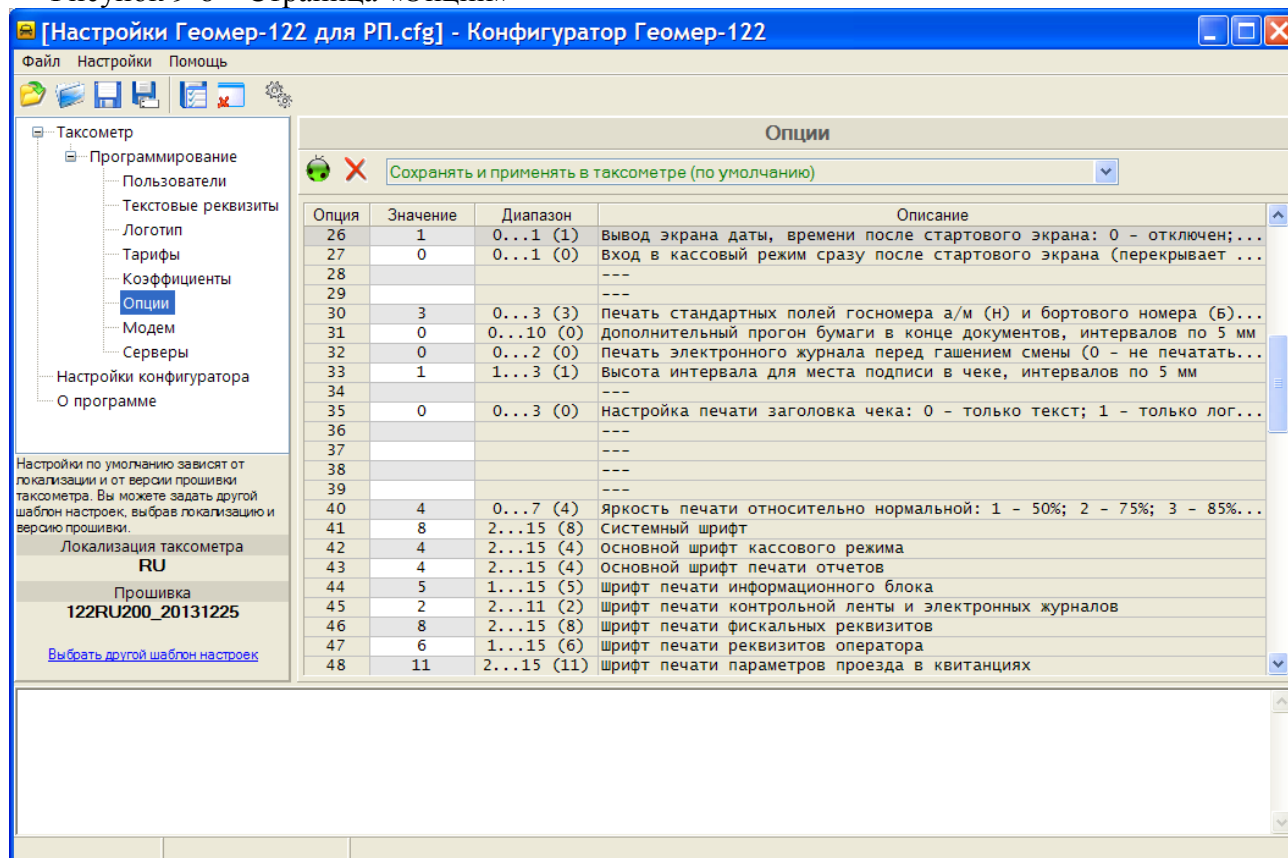 Рисунок 9-6 – Страница «Опции»
[Настройки Геомер-122 для РП.cfg] - Конфигуратор Геомер-122
Файл Настройки Помощь
Таксометр
Программирование
Пользователи
Текстовые реквизиты
Логотип
Тарифы
Коэффициенты
Опции
Модем
Серверы
Настройки конфигуратора
О программе
Настройки по умолчанию зависят от
локализации и от версии прошивки
таксометра. Вы можете задать другой
шаблон настроек, выбрав локализацию и
версию прошивки.
Локализация таксометра
RU
Прошивка
122RU200_20131225
Выбрать другой шаблон настроек
Опции
Сохранять и применять в таксометре (по умолчанию)
Опция Значение Диапазон Описание
26 1 0...1 (1) Вывод экрана даты, времени после стартового экрана: 0 - отключен;...
27 0 0...1 (0) Вход в кассовый режим сразу после стартового экрана (перекрывает ...
28 ---
29 ---
30 3 0...3 (3) Печать стандартных полей госномера а/м (Н) и бортового номера (Б)...
31 0 0...10 (0) Дополнительный прогон бумаги в конце документов, интервалов по 5 мм
32 0 0...2 (0) Печать электронного журнала перед гашением смены (0 - не печатать...
33 1 1...3 (1) Высота интервала для места подписи в чеке, интервалов по 5 мм
34 ---
35 0 0...3 (0) Настройка печати заголовка чека: 0 - только текст; 1 - только лог...
36 ---
37 ---
38 ---
39 ---
40 4 0...7 (4) Яркость печати относительно нормальной: 1 - 50%; 2 - 75%; 3 - 85%...
41 8 2...15 (8) Системный шрифт
42 4 2...15 (4) Основной шрифт кассового режима
43 4 2...15 (4) Основной шрифт печати отчетов
44 5 1...15 (5) Шрифт печати информационного блока
45 2 2...11 (2) Шрифт печати контрольной ленты и электронных журналов
46 8 2...15 (8) Шрифт печати фискальных реквизитов
47 6 1...15 (6) Шрифт печати реквизитов оператора
48 11 2...15 (11) Шрифт печати параметров проезда в квитанциях